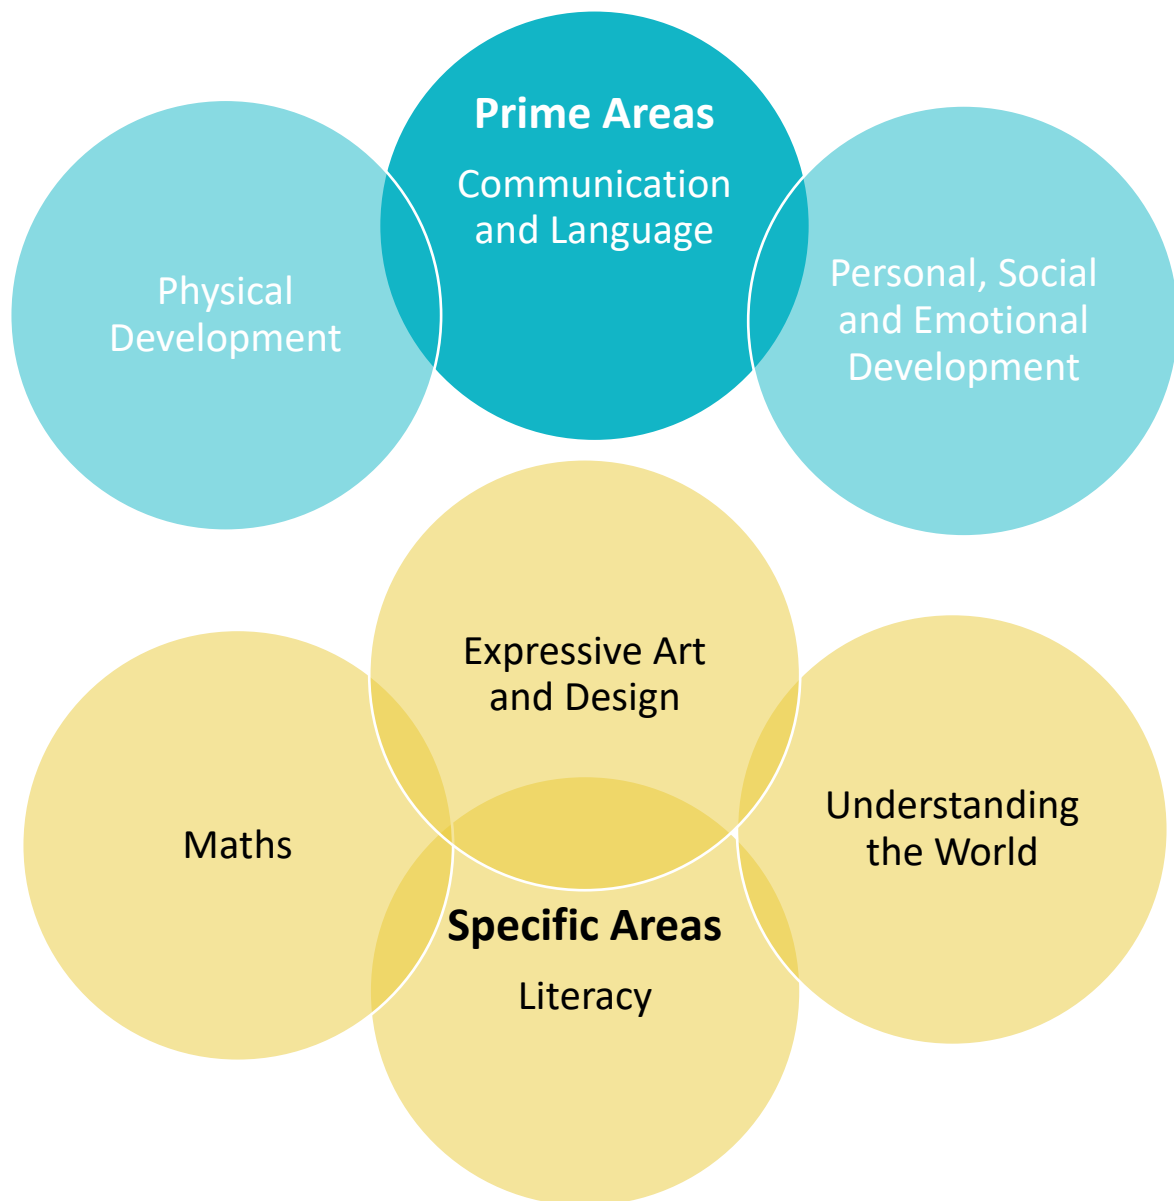 Prime Areas
Communication
and Language
Physical
Development
Personal, Social
and Emotional
Development
Expressive Art
and Design
Maths
Understanding
the World
Specific Areas
Literacy